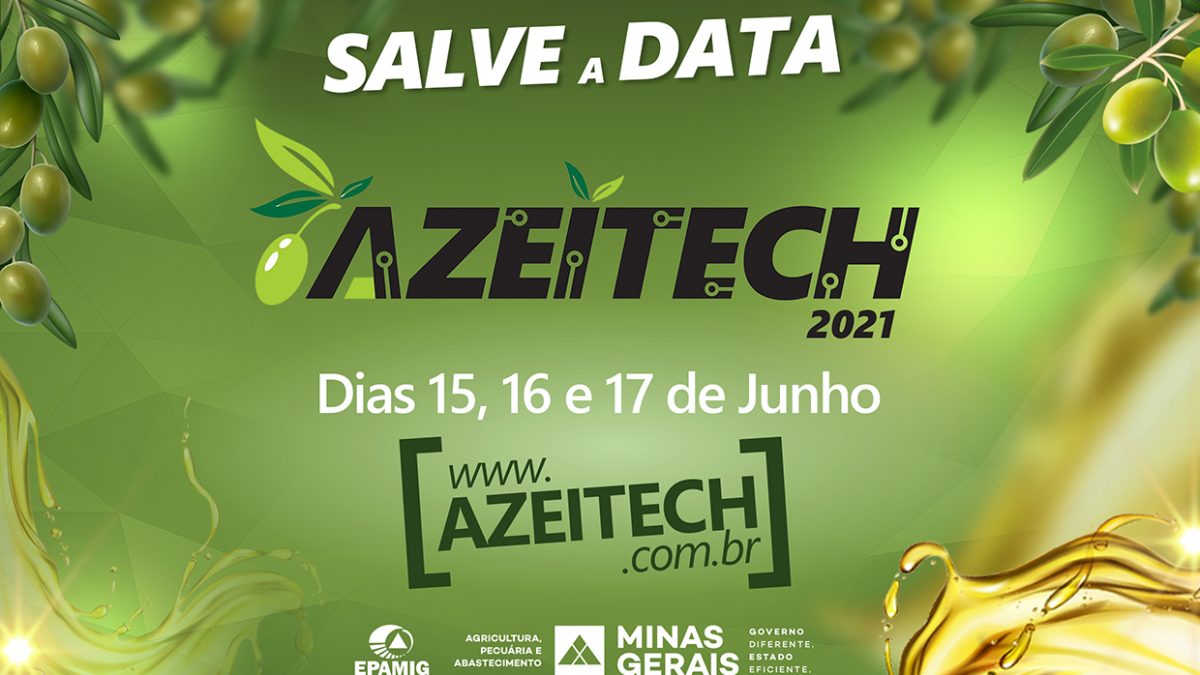 SALVE A DATA
AZEITECH
2021
Dias 15, 16 e 17 de Junho
www.
AZEITECH
.com.br
EPAMIG
AGRICULTURA,
PECUÁRIA E
ABASTECIMENTO
MINAS
GERAIS
GOVERNO
DIFERENTE.
ESTADO
EFICIENTE.